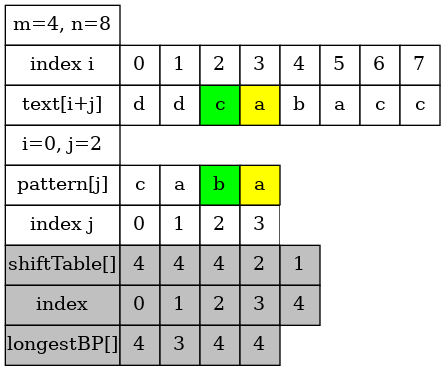 m=4, n=8
index i 0 1 2 3 4 5 6 7
text[i+j] d d c a b a c c
i=0, j=2
pattern[j] c a b a
index j 0 1 2 3
shiftTable[] 4 4 4 2 1
index 0 1 2 3 4
longestBP[] 4 3 4 4